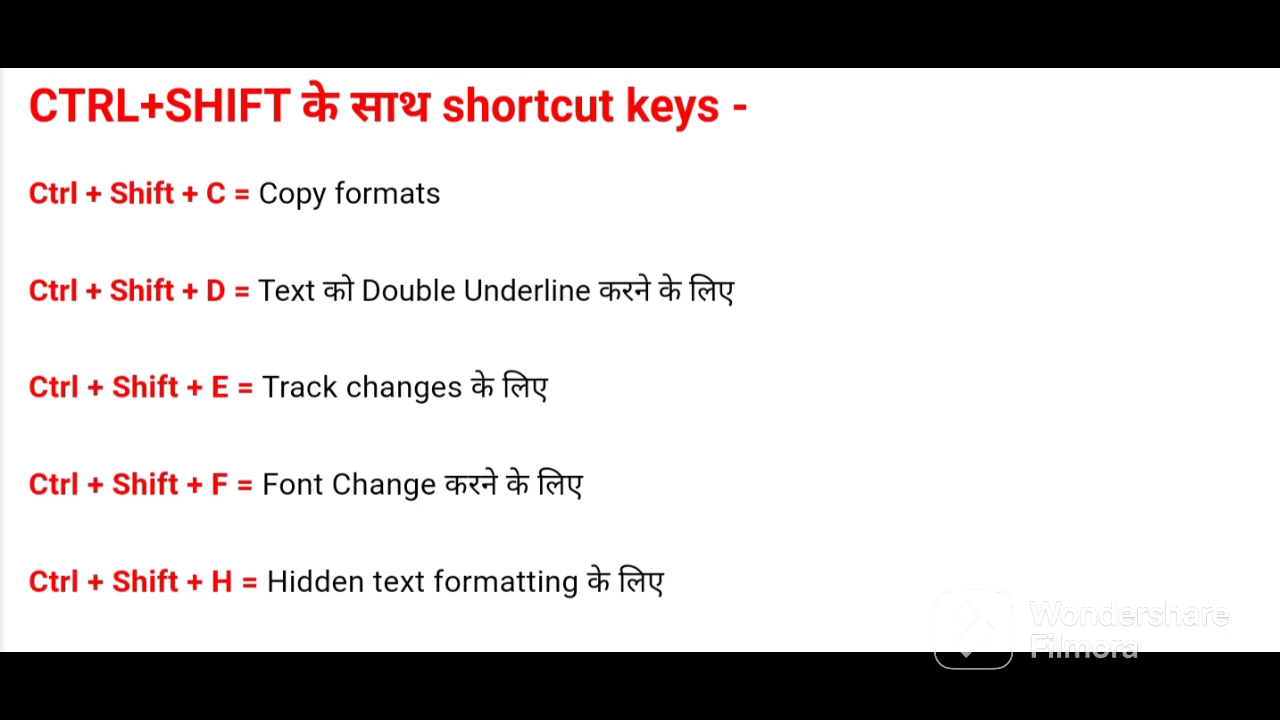 CTRL+SHIFT के साथ shortcut keys -
Ctrl + Shift + C = Copy formats
Ctrl + Shift + D = Text को Double Underline करने के लिए
Ctrl + Shift + E = Track changes के लिए
Ctrl + Shift + F = Font Change करने के लिए
Ctrl + Shift + H = Hidden text formatting के लिए
Wondershare
Filmora